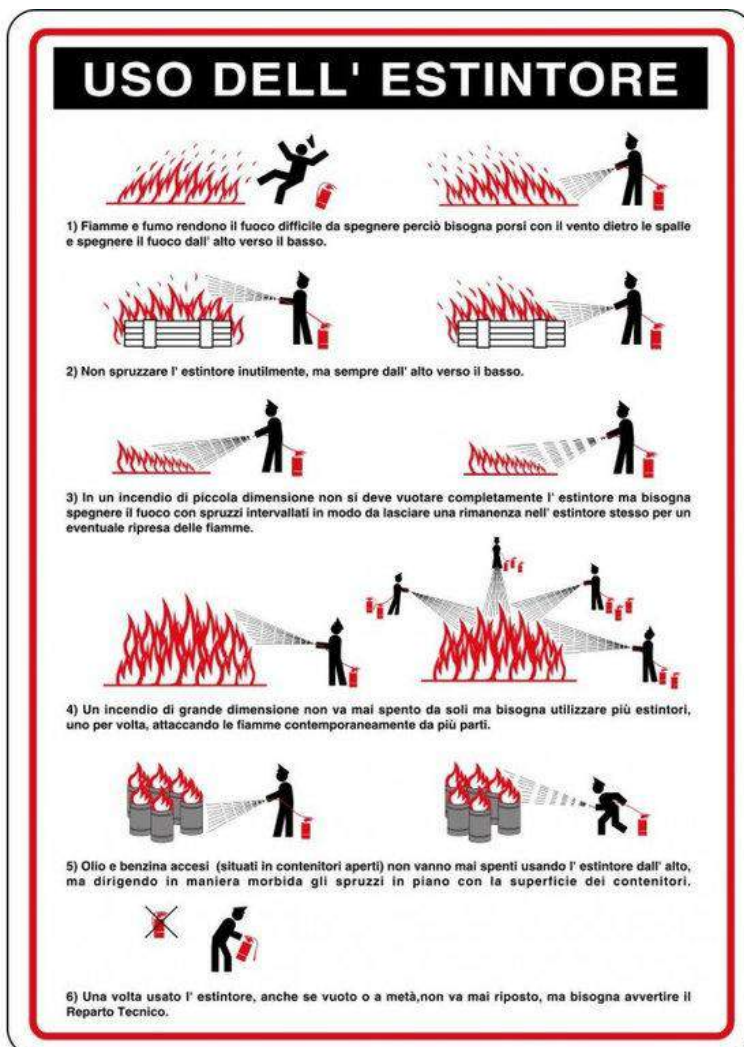 USO DELL' ESTINTORE
1) Fiamme e fumo rendono il fuoco difficile da spegnere perciò bisogna porsi con il vento dietro le spalle
e spegnere il fuoco dall' alto verso il basso.
2) Non spruzzare l' estintore inutilmente, ma sempre dall' alto verso il basso.
3) In un incendio di piccola dimensione non si deve vuotare completamente l' estintore ma bisogna
spegnere il fuoco con spruzzi intervallati in modo da lasciare una rimanenza nell' estintore stesso per un
eventuale ripresa delle fiamme.
4) Un incendio di grande dimensione non va mai spento da soli ma bisogna utilizzare più estintori,
uno per volta, attaccando le fiamme contemporaneamente da più parti.
5) Olio e benzina accesi (situati in contenitori aperti) non vanno mai spenti usando l' estintore dall' alto,
ma dirigendo in maniera morbida gli spruzzi in piano con la superficie dei contenitori.
6) Una volta usato l' estintore, anche se vuoto o a metà,non va mai riposto, ma bisogna avvertire il
Reparto Tecnico.